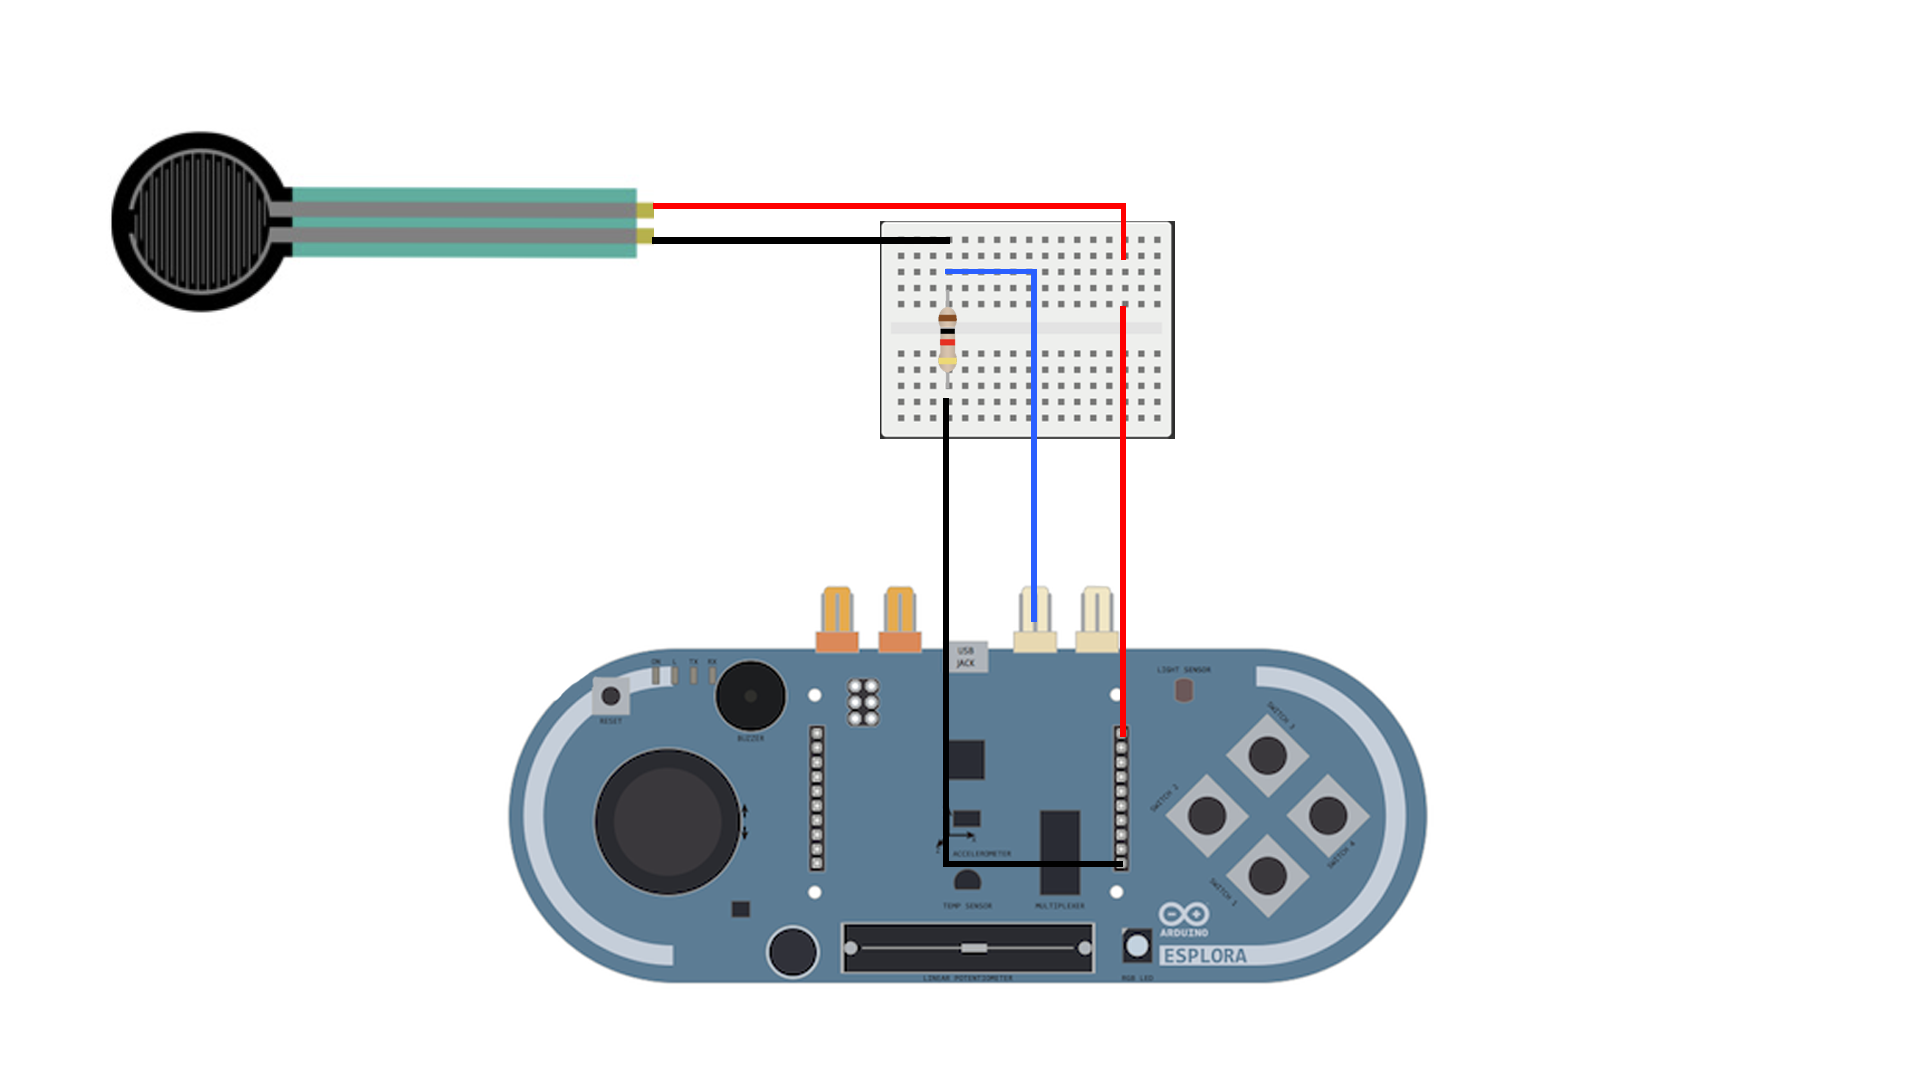 USB
JACK
ON L TX RX
LIGHT SENSOR
RESET
BUZZER
SWITCH 3
SWITCH 2
SWITCH 4
SWITCH 1
ACCELEROMETER
TEMP SENSOR
MULTIPLEXER
ARDUINO
ESPLORA
LINEAR POTENTIOMETER
RGB LED